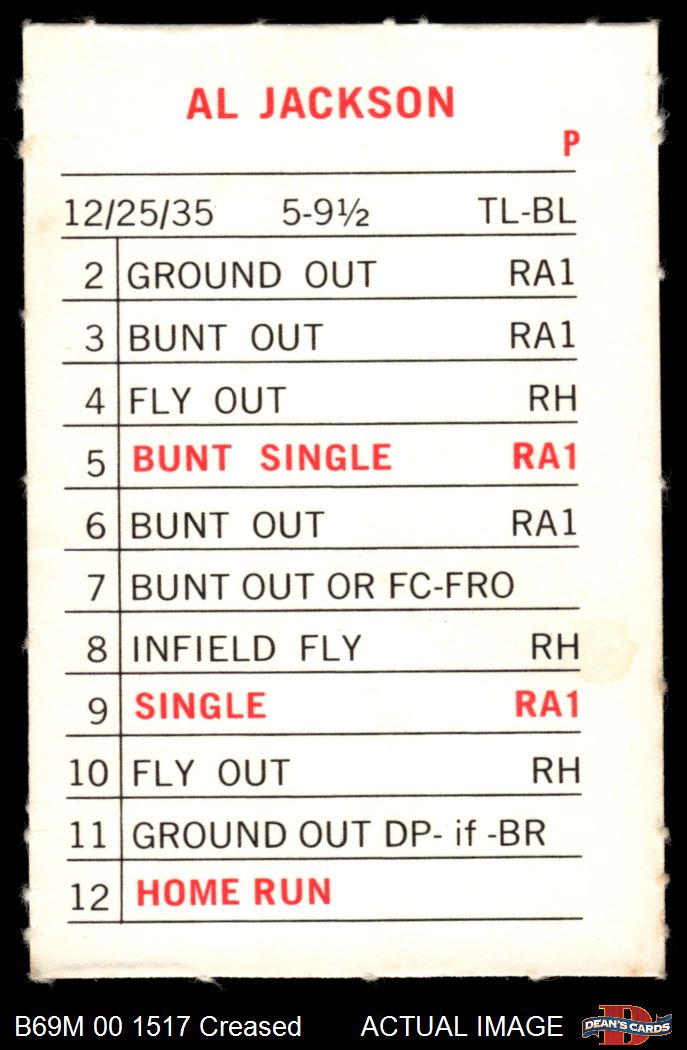 AL JACKSON
P
12/25/35 5-9½ TL-BL
2 GROUND OUT RA1
3 BUNT OUT RA1
4 FLY OUT RH
5 BUNT SINGLE RA1
6 BUNT OUT RA1
7 BUNT OUT OR FC-FRO
8 INFIELD FLY RH
9 SINGLE RA1
10 FLY OUT RH
11 GROUND OUT DP- if -BR
12 HOME RUN
B69M 00 1517 Creased ACTUAL IMAGE D DEAN'S CARDS